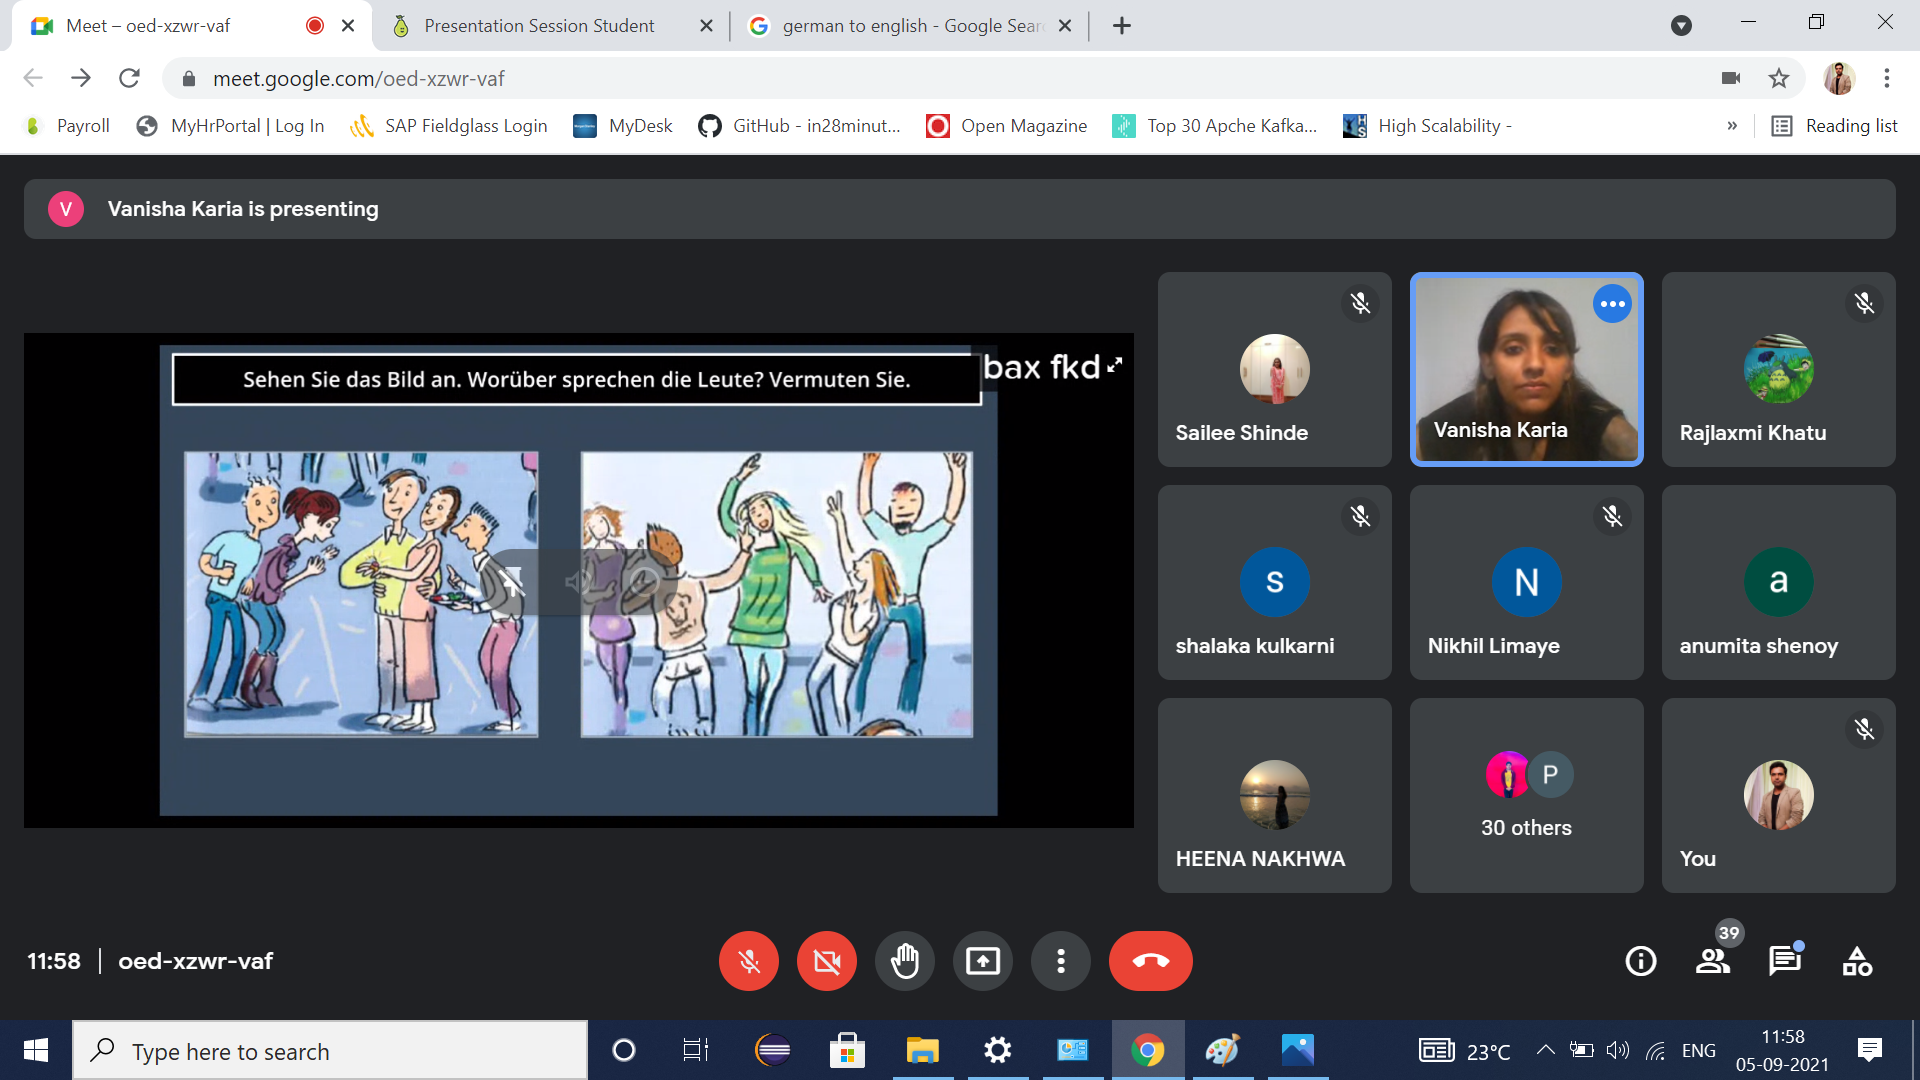 Meet – oed-xzwr-vaf
Presentation Session Student
german to english - Google Sear
meet.google.com/oed-xzwr-vaf
Payroll
MyHrPortal | Log In
SAP Fieldglass Login
MyDesk
GitHub - in28minut...
Open Magazine
Top 30 Apche Kafka...
High Scalability -
»
Reading list
V
Vanisha Karia is presenting
Sehen Sie das Bild an. Worüber sprechen die Leute? Vermuten Sie.
bax fkd
Sailee Shinde
Vanisha Karia
Rajlaxmi Khatu
s
shalaka kulkarni
N
Nikhil Limaye
a
anumita shenoy
HEENA NAKHWA
P
30 others
You
11:58 | oed-xzwr-vaf
39
Type here to search
23°C
ENG
11:58
05-09-2021